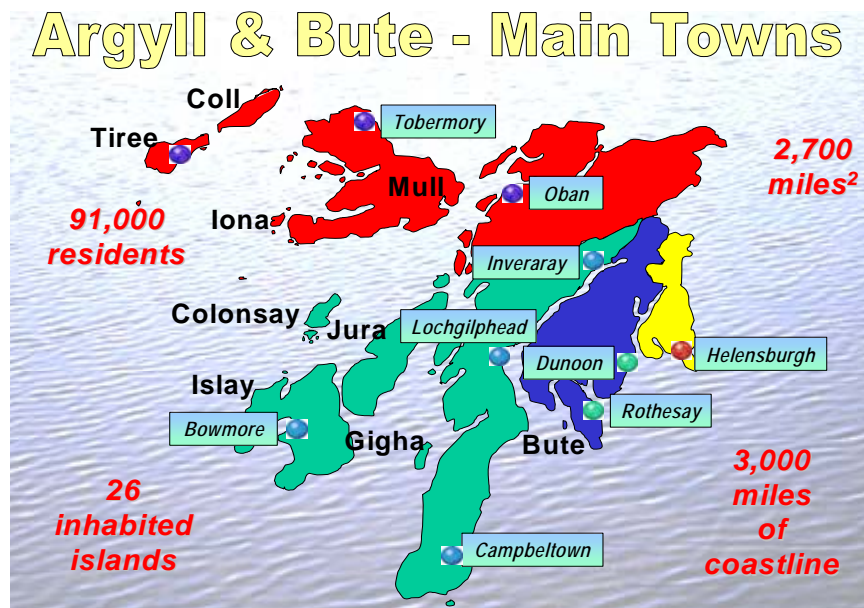 Argyll & Bute - Main Towns
Coll
Tiree
Tobermory
2,700
miles²
Mull
Oban
91,000
residents
Iona
Inveraray
Colonsay
Jura
Lochgilphead
Dunoon
Helensburgh
Islay
Bowmore
Gigha
Bute
Rothesay
26
inhabited
islands
3,000
miles
of
coastline
Campbeltown